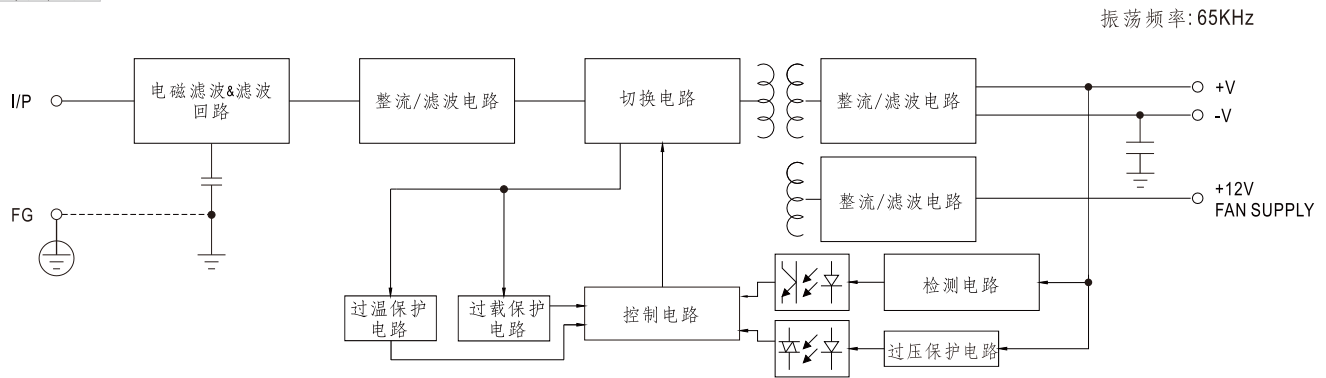 振荡频率: 65KHz
I/P
电磁滤波&滤波
回路
整流/滤波电路
切换电路
整流/滤波电路
+V
-V
整流/滤波电路
+12V
FAN SUPPLY
FG
过温保护
电路
过载保护
电路
控制电路
检测电路
过压保护电路